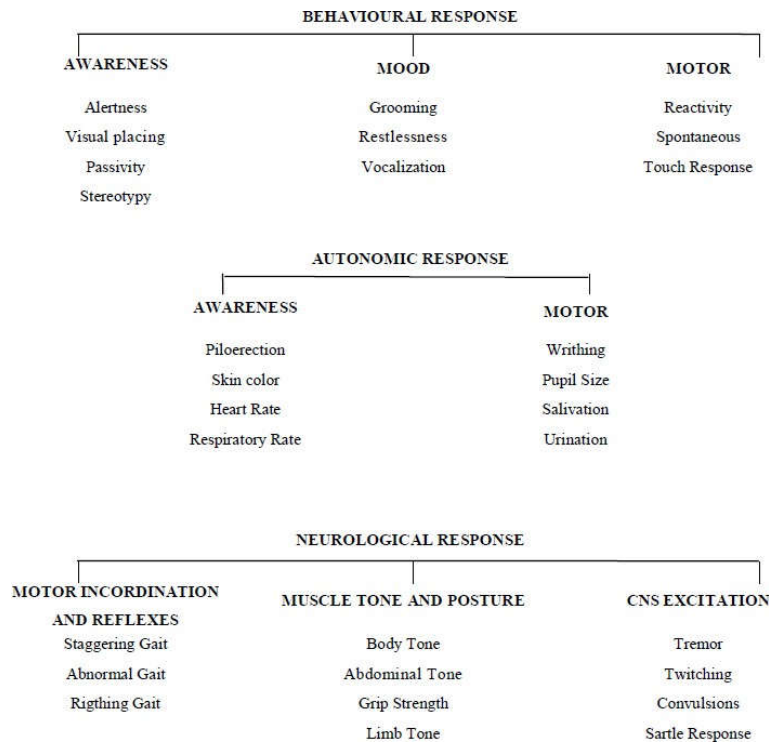 BEHAVIOURAL RESPONSE
AWARENESS
Alertness
Visual placing
Passivity
Stereotypy
MOOD
Grooming
Restlessness
Vocalization
MOTOR
Reactivity
Spontaneous
Touch Response
AUTONOMIC RESPONSE
AWARENESS
Piloerection
Skin color
Heart Rate
Respiratory Rate
MOTOR
Writhing
Pupil Size
Salivation
Urination
NEUROLOGICAL RESPONSE
MOTOR INCORDINATION
AND REFLEXES
Staggering Gait
Abnormal Gait
Rigthing Gait
MUSCLE TONE AND POSTURE
Body Tone
Abdominal Tone
Grip Strength
Limb Tone
CNS EXCITATION
Tremor
Twitching
Convulsions
Sartle Response